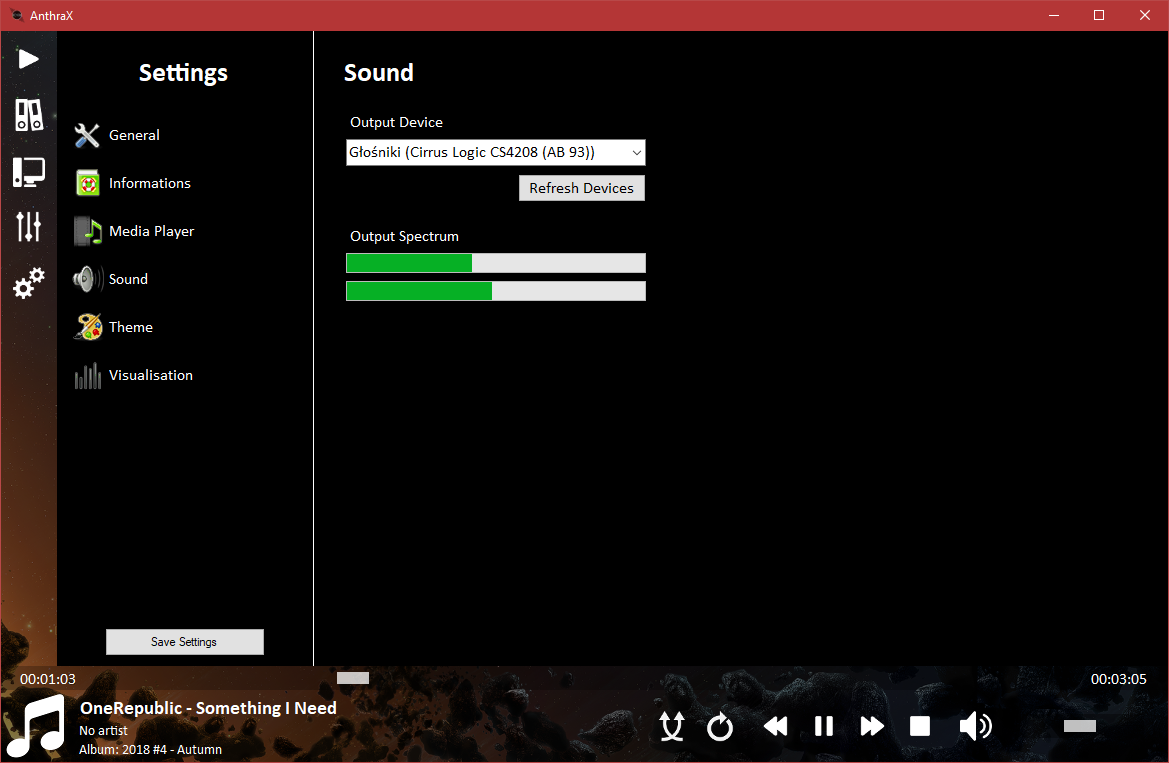 AnthraX
Settings
General
Informations
Media Player
Sound
Theme
Visualisation
Save Settings
Sound
Output Device
Głośniki (Cirrus Logic CS4208 (AB 93))
Refresh Devices
Output Spectrum
00:01:03
00:03:05
OneRepublic - Something I Need
No artist
Album: 2018 #4 - Autumn